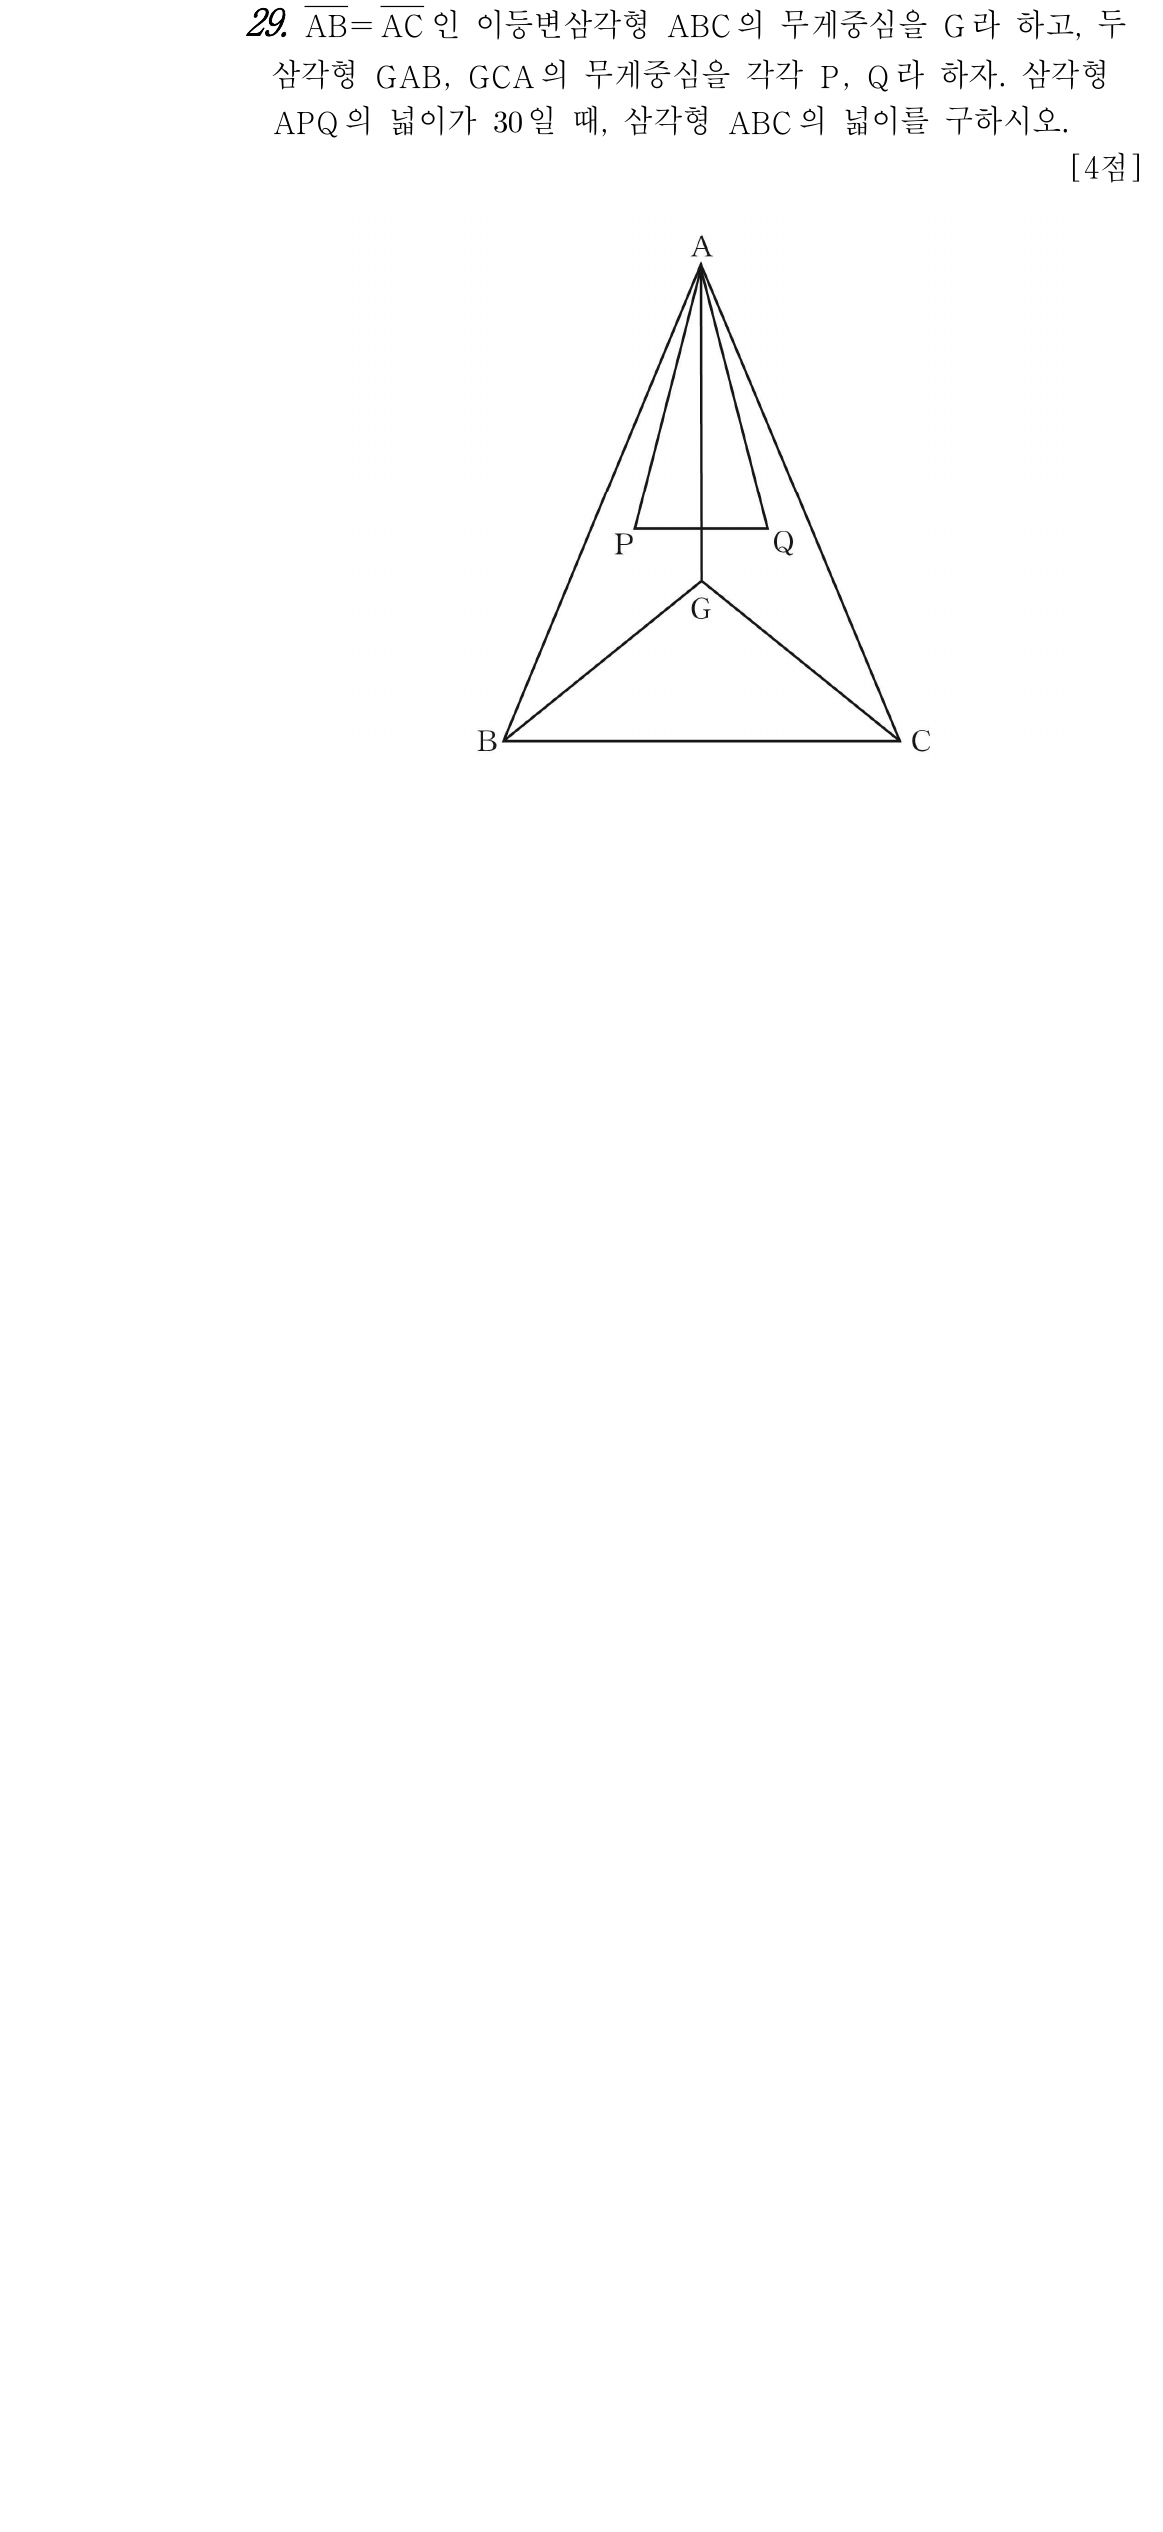 29. AB=AC인 이등변삼각형 ABC의 무게중심을 G라 하고, 두
삼각형 GAB, GCA의 무게중심을 각각 P, Q라 하자. 삼각형
APQ의 넓이가 30일 때, 삼각형 ABC의 넓이를 구하시오.
[4점]
A
P
Q
G
B
C